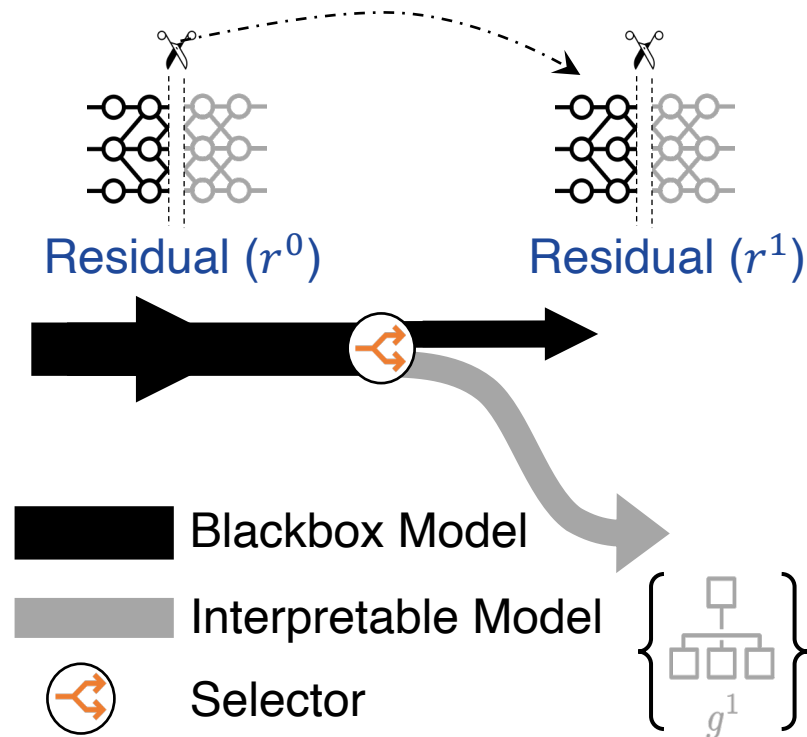 Residual (r⁰)
Residual (r¹)
Blackbox Model
Interpretable Model
Selector
g¹